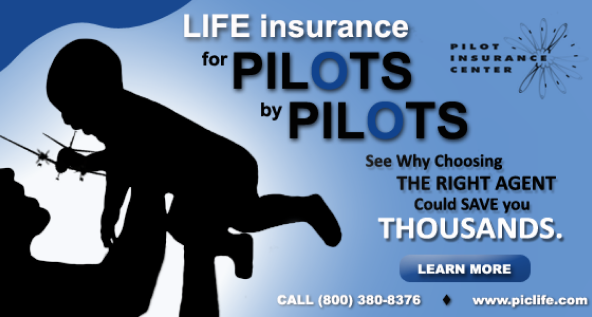 LIFE insurance
for PILOTS
by PILOTS
PILOT
INSURANCE
CENTER
See Why Choosing
THE RIGHT AGENT
Could SAVE you
THOUSANDS.
LEARN MORE
CALL (800) 380-8376 ♦ www.piclife.com